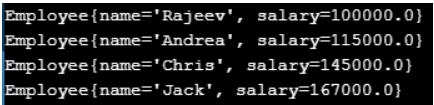 Employee{name='Rajeev', salary=100000.0}
Employee{name='Andrea', salary=115000.0}
Employee{name='Chris', salary=145000.0}
Employee{name='Jack', salary=167000.0}